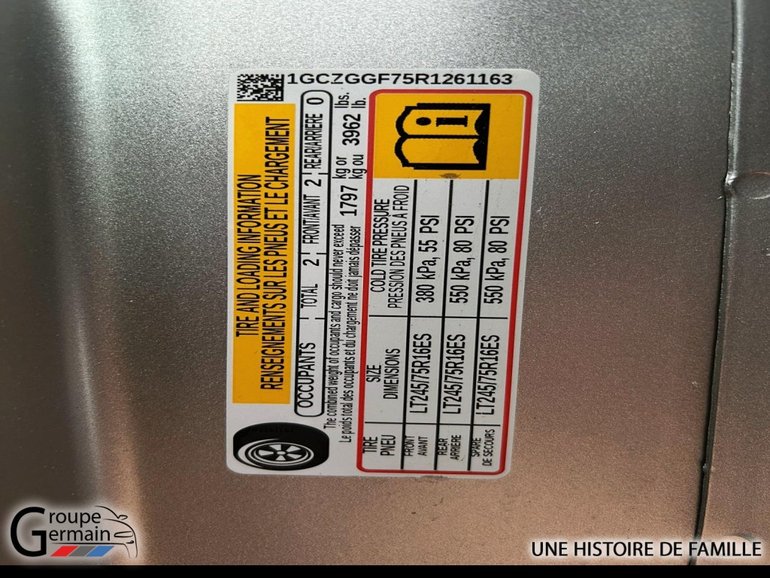 1GCZGGF75R1261163
TIRE AND LOADING INFORMATION
RENSEIGNEMENTS SUR LES PNEUS ET LE CHARGEMENT
OCCUPANTS TOTAL 2 FRONT/AVANT 2 REAR/ARRIÈRE 0
The combined weight of occupants and cargo should never exceed 1797 kg or 3962 lbs.
Le poids total des occupants et du chargement ne doit jamais dépasser kg ou lb.
TIRE SIZE COLD TIRE PRESSURE
PNEU DIMENSIONS PRESSION DES PNEUS À FROID
FRONT AVANT LT245/75R16ES 380 kPa, 55 PSI
REAR ARRIÈRE LT245/75R16ES 550 kPa, 80 PSI
SPARE DE SECOURS LT245/75R16ES 550 kPa, 80 PSI
Groupe
Germain
UNE HISTOIRE DE FAMILLE